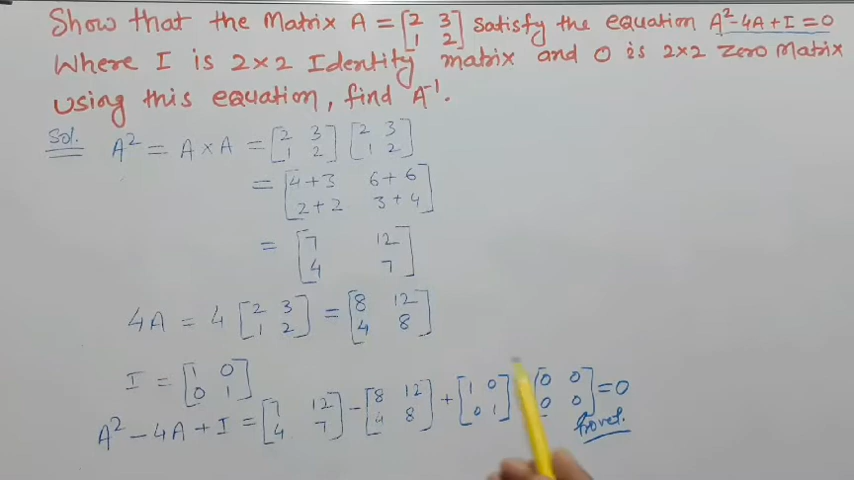 Show that the Matrix A = [2 3; 1 2] satisfy the equation A²-4A+I=0
Where I is 2×2 Identity matrix and 0 is 2×2 Zero Matrix
using this equation, find A⁻¹.
Sol. A² = A × A = [2 3; 1 2] [2 3; 1 2]
= [4+3 6+6; 2+2 3+4]
= [7 12; 4 7]
4A = 4 [2 3; 1 2] = [8 12; 4 8]
I = [1 0; 0 1]
A² - 4A + I = [7 12; 4 7] - [8 12; 4 8] + [1 0; 0 1] [0 0; 0 0] = 0
Proved.